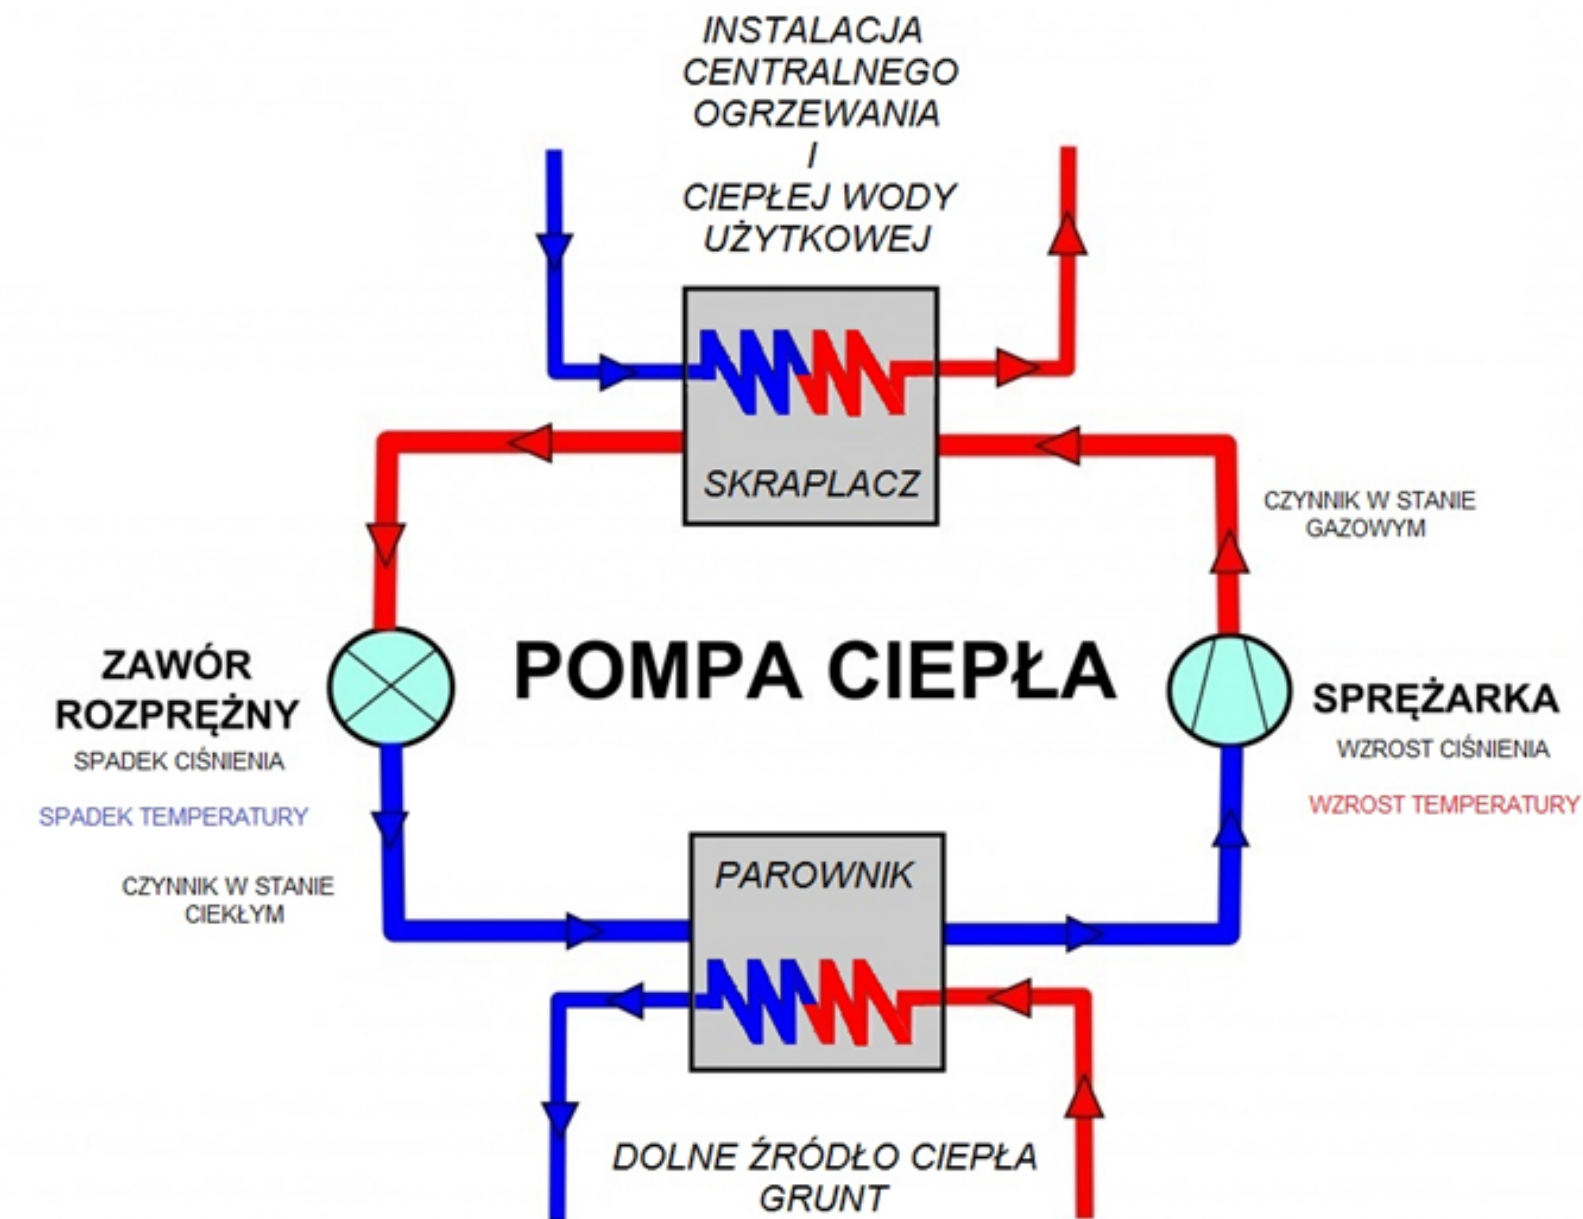 INSTALACJA
CENTRALNEGO
OGRZEWANIA
I
CIEPŁEJ WODY
UŻYTKOWEJ
SKRAPLACZ
CZYNNIK W STANIE
GAZOWYM
ZAWÓR
ROZPRĘŻNY
SPADEK CIŚNIENIA
SPADEK TEMPERATURY
CZYNNIK W STANIE
CIEKŁYM
POMPA CIEPŁA
SPRĘŻARKA
WZROST CIŚNIENIA
WZROST TEMPERATURY
PAROWNIK
DOLNE ŹRÓDŁO CIEPŁA
GRUNT